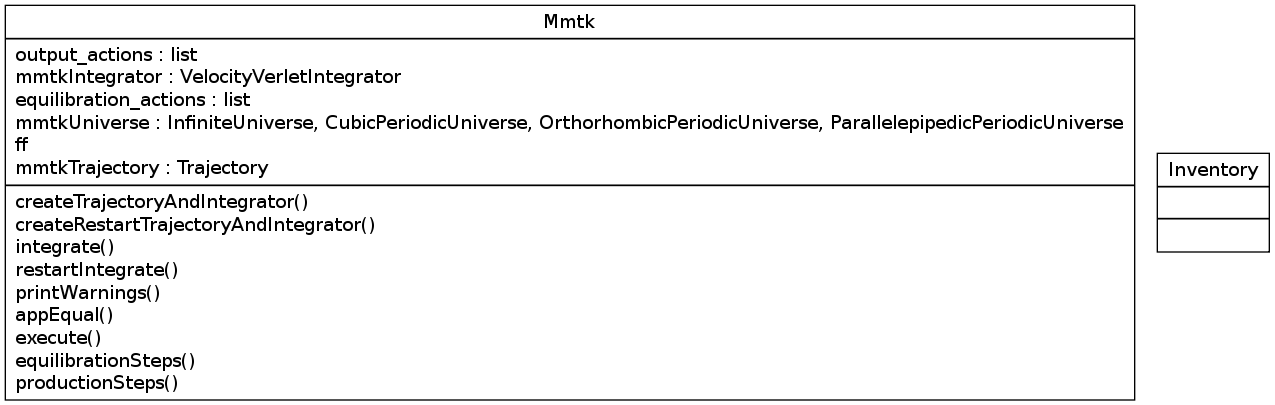 Mmtk
output_actions : list
mmtkIntegrator : VelocityVerletIntegrator
equilibration_actions : list
mmtkUniverse : InfiniteUniverse, CubicPeriodicUniverse, OrthorhombicPeriodicUniverse, ParallelepipedicPeriodicUniverse
ff
mmtkTrajectory : Trajectory
createTrajectoryAndIntegrator()
createRestartTrajectoryAndIntegrator()
integrate()
restartIntegrate()
printWarnings()
appEqual()
execute()
equilibrationSteps()
productionSteps()
Inventory